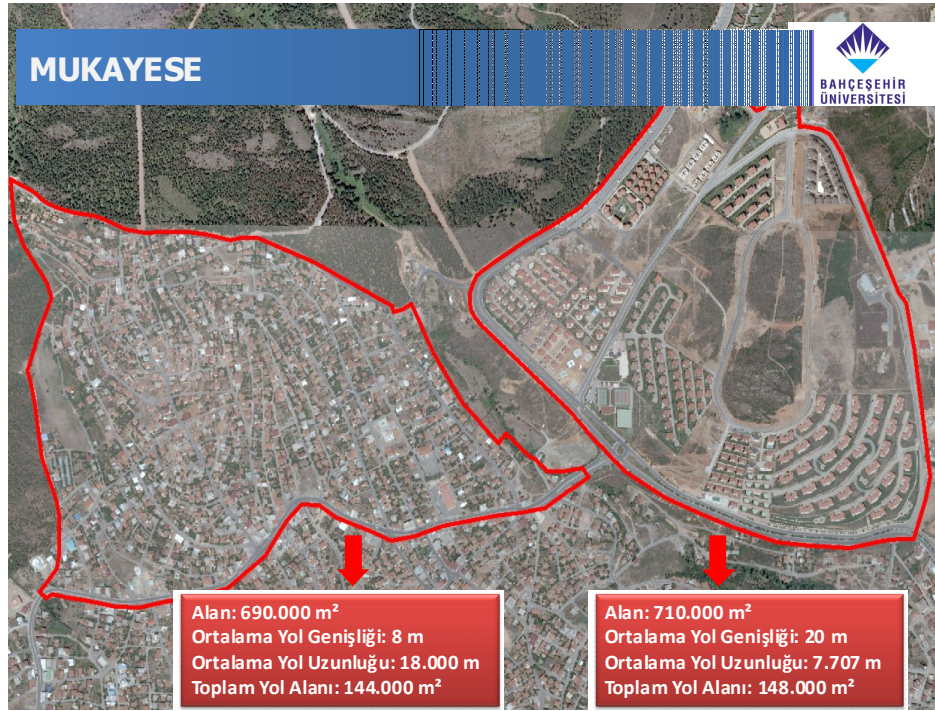 MUKAYESE
BAHÇEŞEHİR
ÜNİVERSİTESİ
Alan: 690.000 m²
Ortalama Yol Genişliği: 8 m
Ortalama Yol Uzunluğu: 18.000 m
Toplam Yol Alanı: 144.000 m²
Alan: 710.000 m²
Ortalama Yol Genişliği: 20 m
Ortalama Yol Uzunluğu: 7.707 m
Toplam Yol Alanı: 148.000 m²